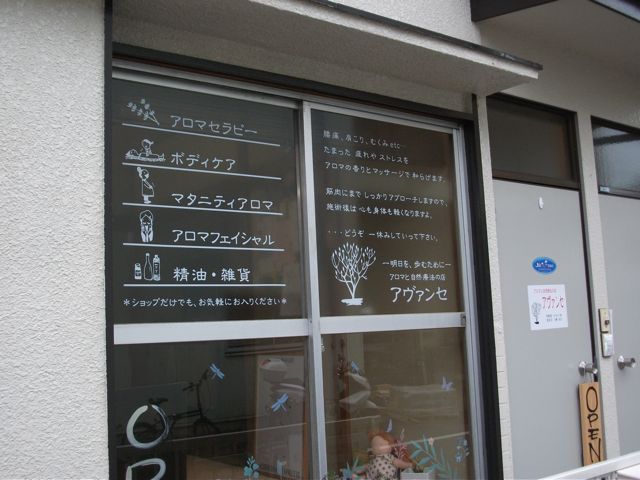 アロマセラピー
ボディケア
マタニティアロマ
アロマフェイシャル
精油・雑貨
＊ショップだけでも、お気軽にお入りください＊
腰痛、肩こり、むくみ etc…
たまった 疲れや ストレスを
アロマの香りとマッサージで 和らげます。
筋肉にまで しっかりアプローチしますので、
施術後は 心も身体も軽くなりますよ。
・・・どうぞ 一休みしていって下さい。
―明日を、歩むために―
アロマと自然療法の店
アヴァンセ
アヴァンセ
OPEN